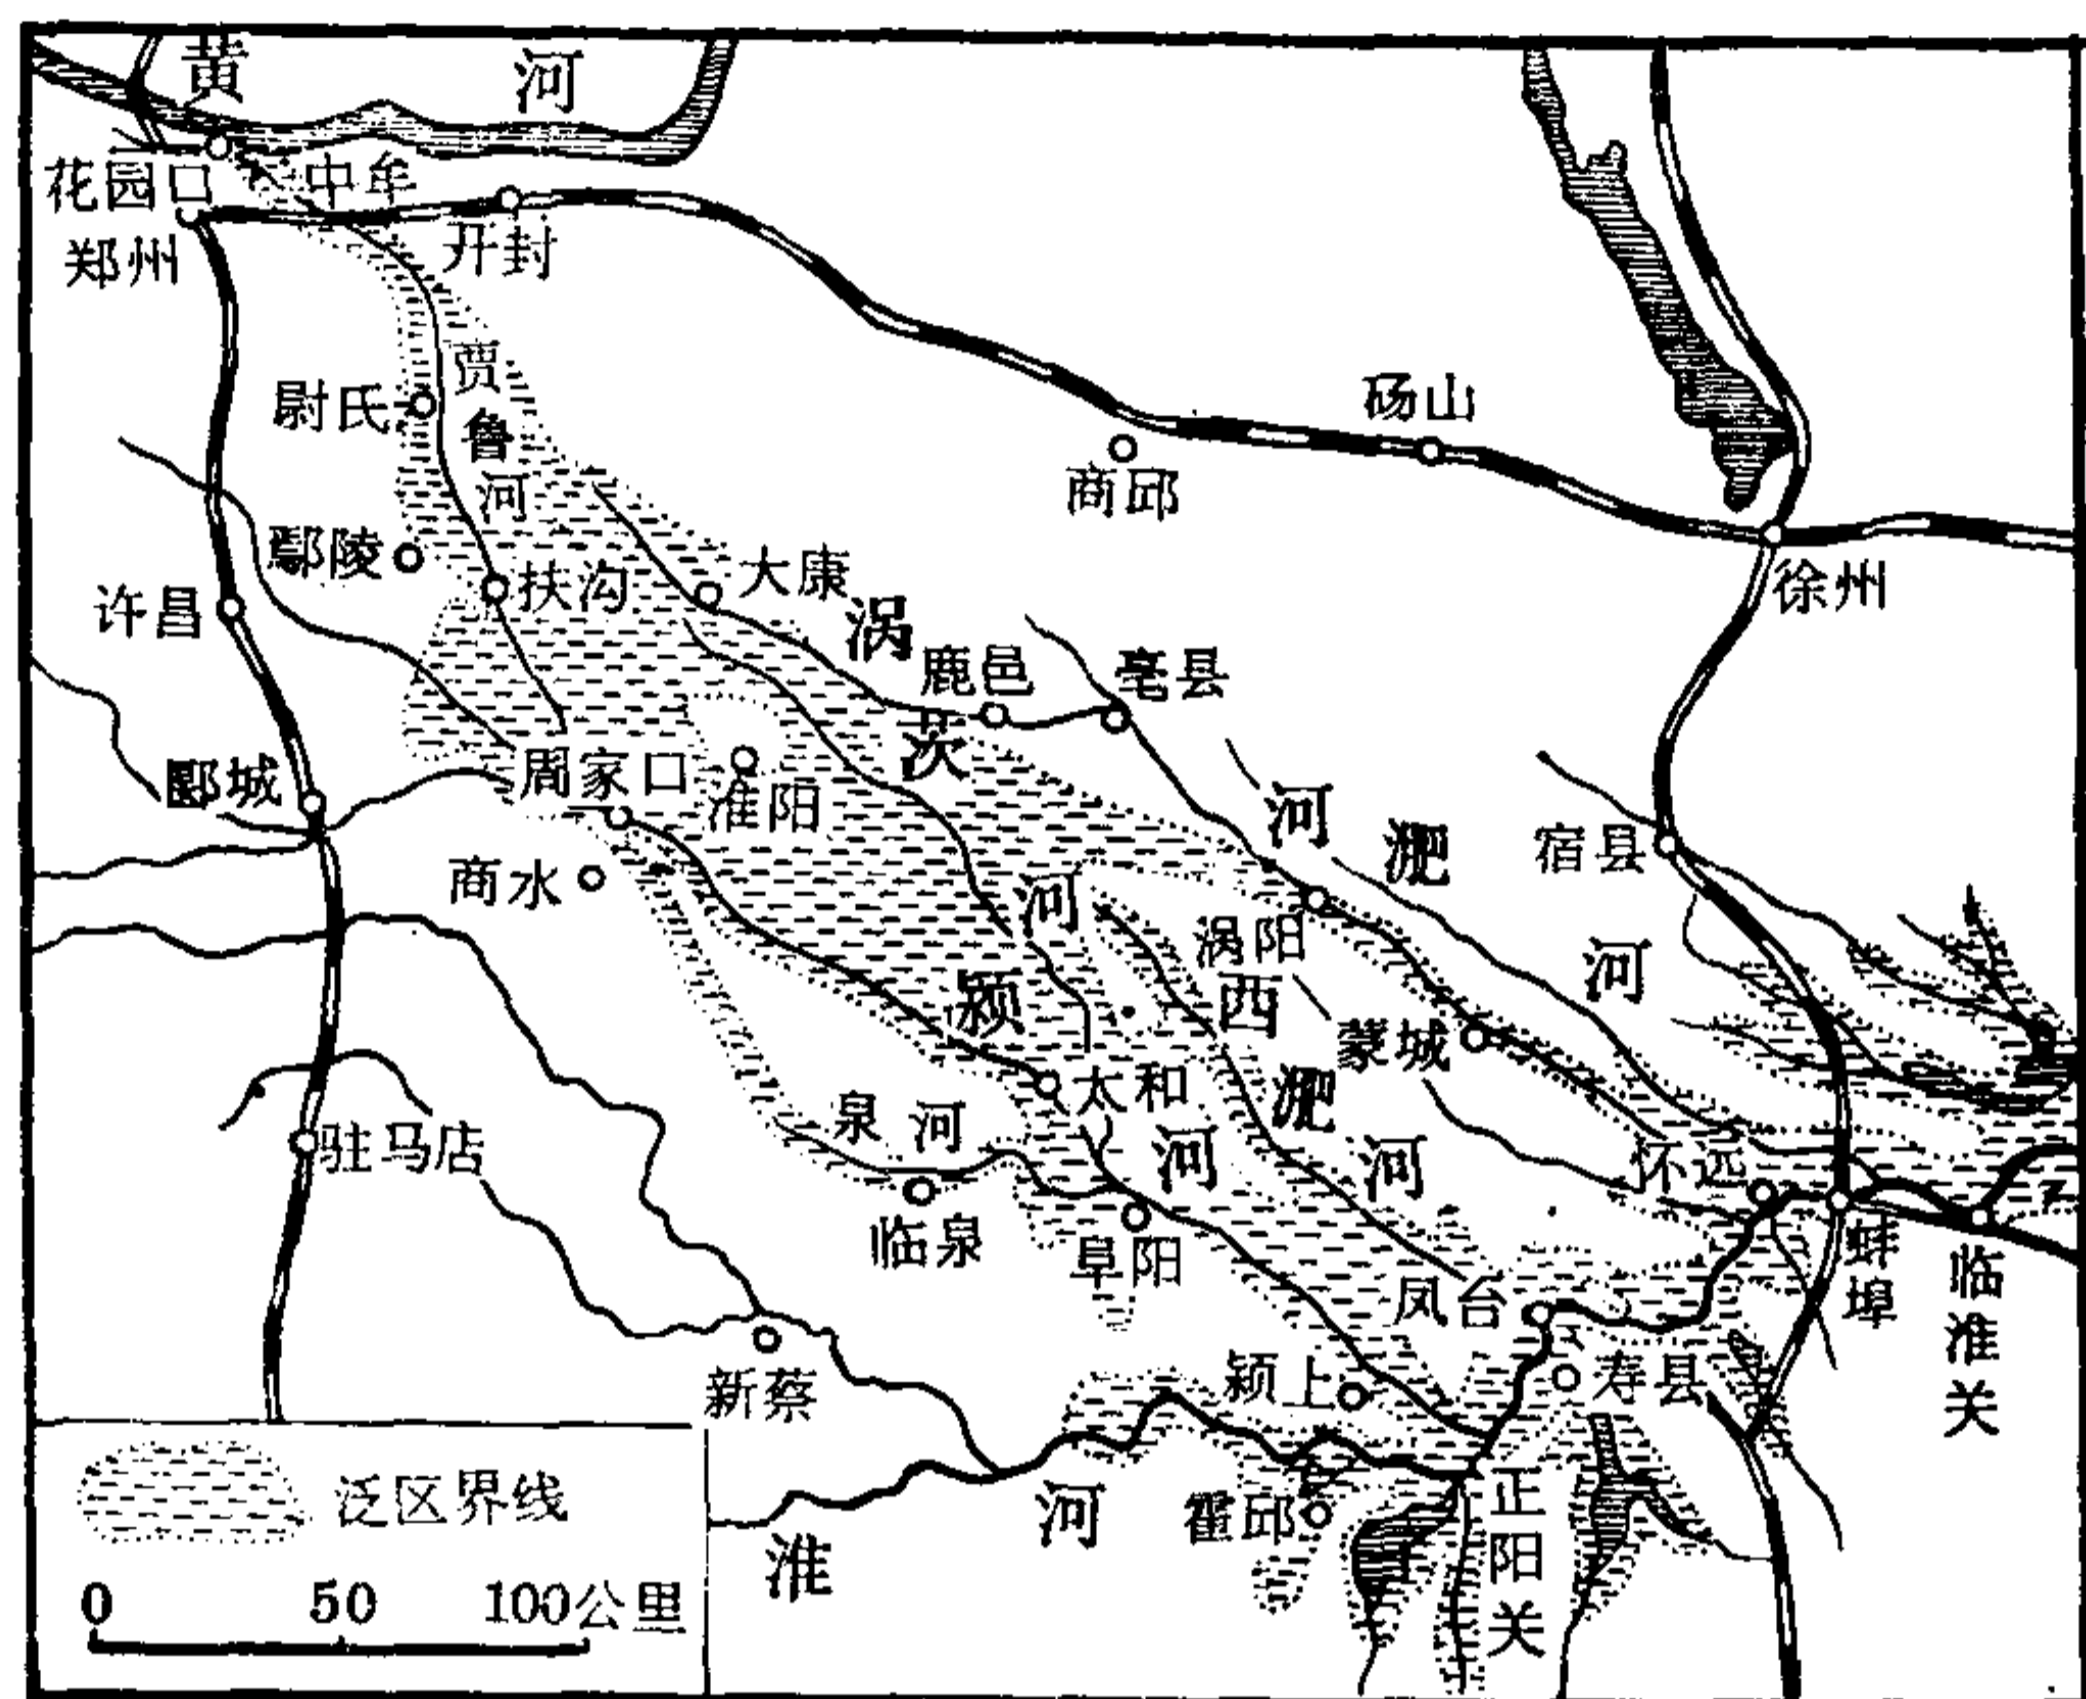 黄河
花园口
中牟
郑州
开封
贾鲁河
尉氏
鄢陵
扶沟
大康
许昌
涡河
鹿邑
亳县
商邱
砀山
徐州
茨河
郾城
周家口
淮阳
商水
淝河
宿县
涡阳
西淝河
蒙城
颍河
太和
泉河
临泉
阜阳
驻马店
怀远
蚌埠
临淮关
凤台
寿县
颍上
新蔡
淮河
霍邱
正阳关
泛区界线
0 50 100公里